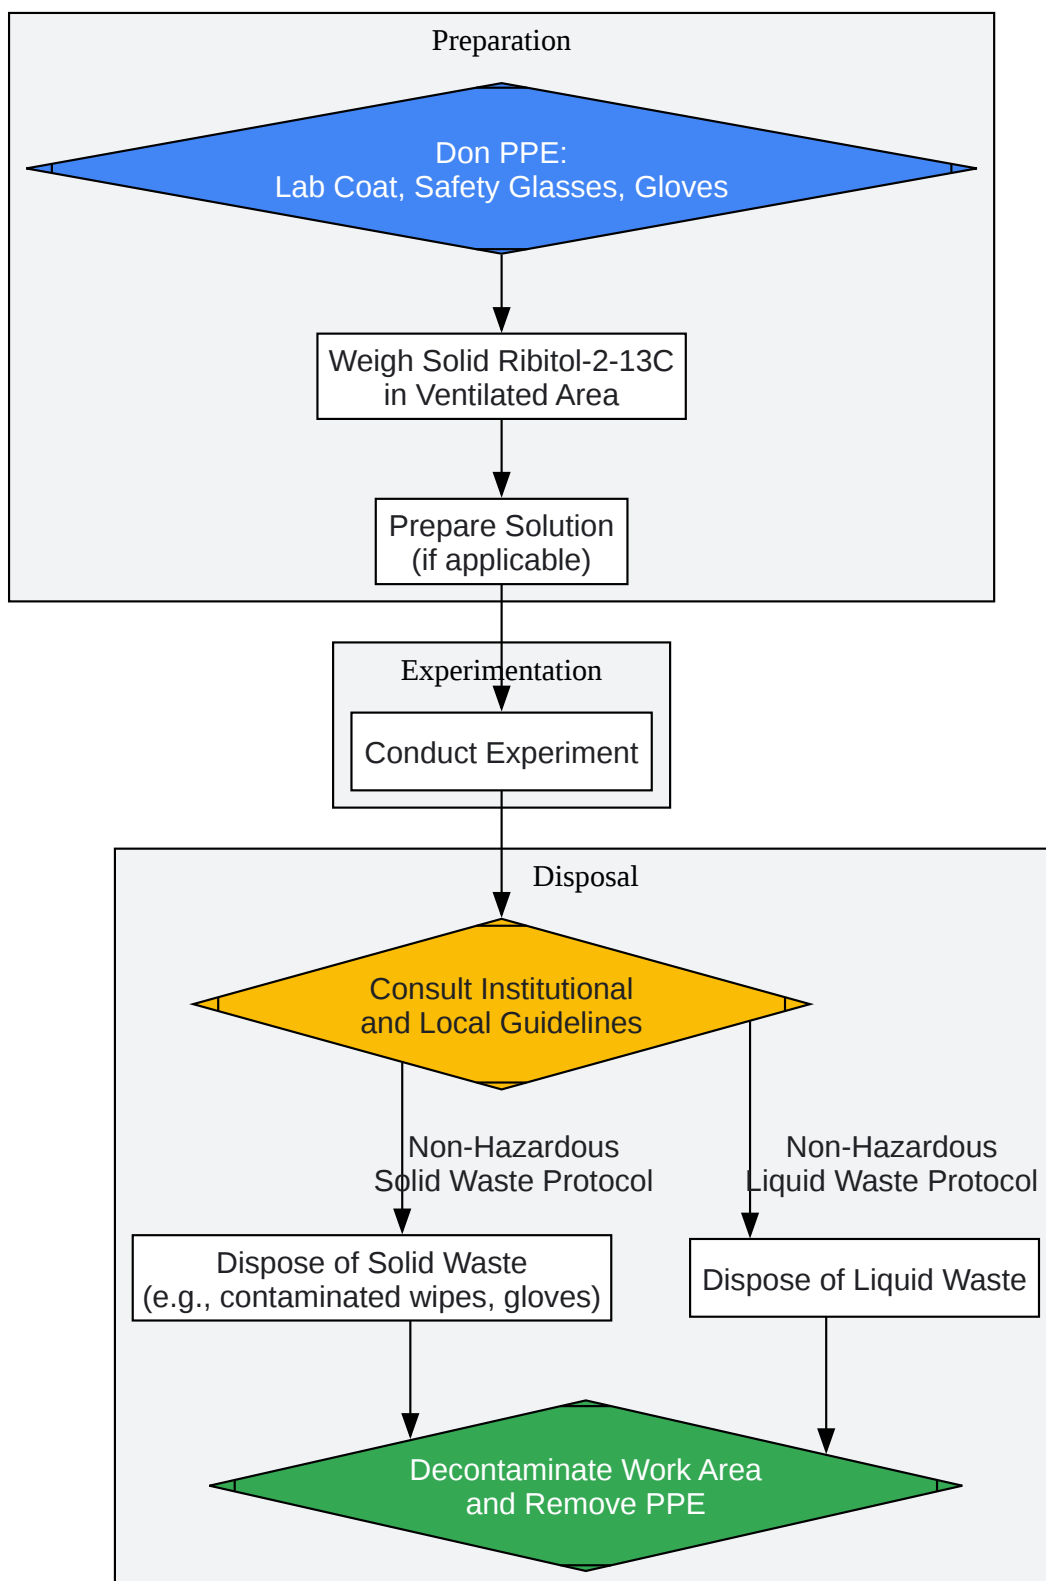 Preparation
Don PPE:
Lab Coat, Safety Glasses, Gloves
Weigh Solid Ribitol-2-13C
in Ventilated Area
Prepare Solution
(if applicable)
Experimentation
Conduct Experiment
Disposal
Consult Institutional
and Local Guidelines
Non-Hazardous
Solid Waste Protocol
Non-Hazardous
Liquid Waste Protocol
Dispose of Solid Waste
(e.g., contaminated wipes, gloves)
Dispose of Liquid Waste
Decontaminate Work Area
and Remove PPE